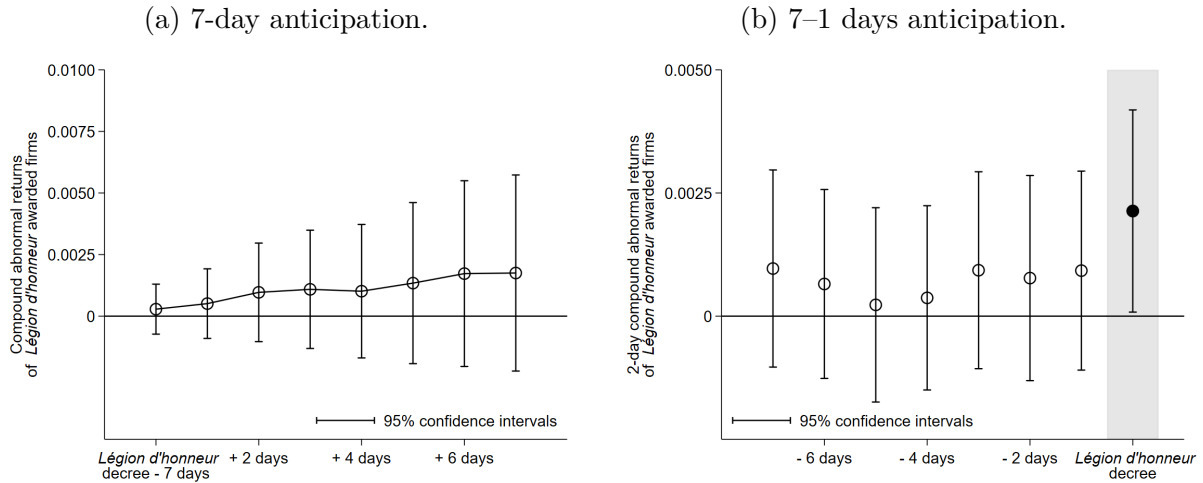 (a) 7-day anticipation.
Compound abnormal returns
of Légion d'honneur awarded firms
0.0100
0.0075
0.0050
0.0025
0
95% confidence intervals
Légion d'honneur
decree - 7 days
+ 2 days
+ 4 days
+ 6 days
(b) 7–1 days anticipation.
2-day compound abnormal returns
of Légion d'honneur awarded firms
0.0050
0.0025
0
95% confidence intervals
- 6 days
- 4 days
- 2 days
Légion d'honneur
decree